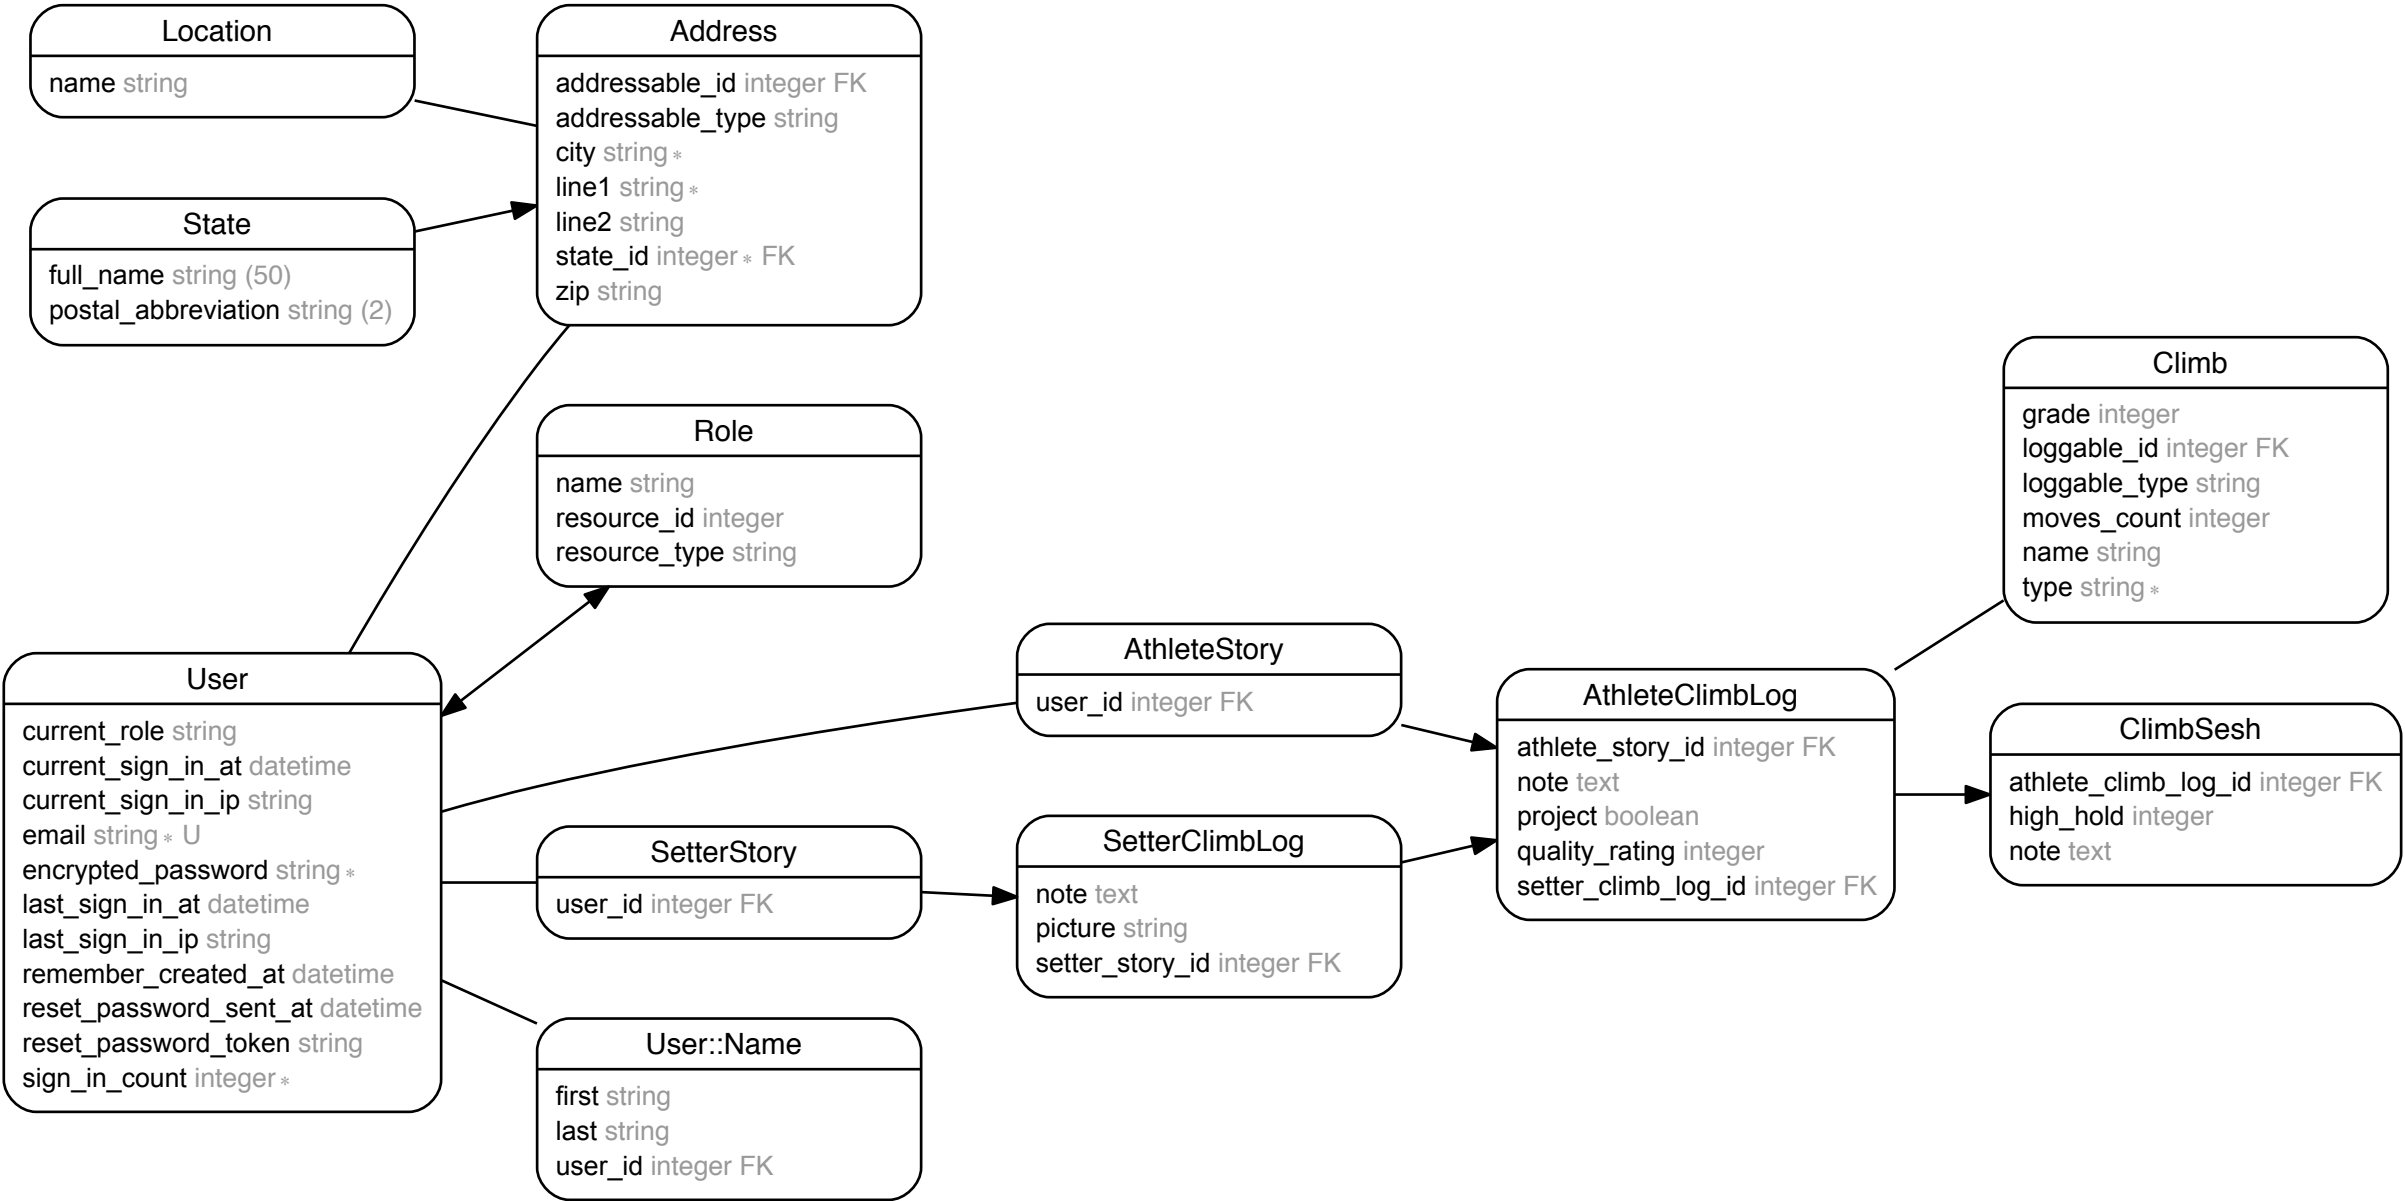 Location
name string
Address
addressable_id integer FK
addressable_type string
city string *
line1 string *
line2 string
state_id integer * FK
zip string
State
full_name string (50)
postal_abbreviation string (2)
Role
name string
resource_id integer
resource_type string
Climb
grade integer
loggable_id integer FK
loggable_type string
moves_count integer
name string
type string *
User
current_role string
current_sign_in_at datetime
current_sign_in_ip string
email string * U
encrypted_password string *
last_sign_in_at datetime
last_sign_in_ip string
remember_created_at datetime
reset_password_sent_at datetime
reset_password_token string
sign_in_count integer *
AthleteStory
user_id integer FK
AthleteClimbLog
athlete_story_id integer FK
note text
project boolean
quality_rating integer
setter_climb_log_id integer FK
ClimbSesh
athlete_climb_log_id integer FK
high_hold integer
note text
SetterStory
user_id integer FK
SetterClimbLog
note text
picture string
setter_story_id integer FK
User::Name
first string
last string
user_id integer FK